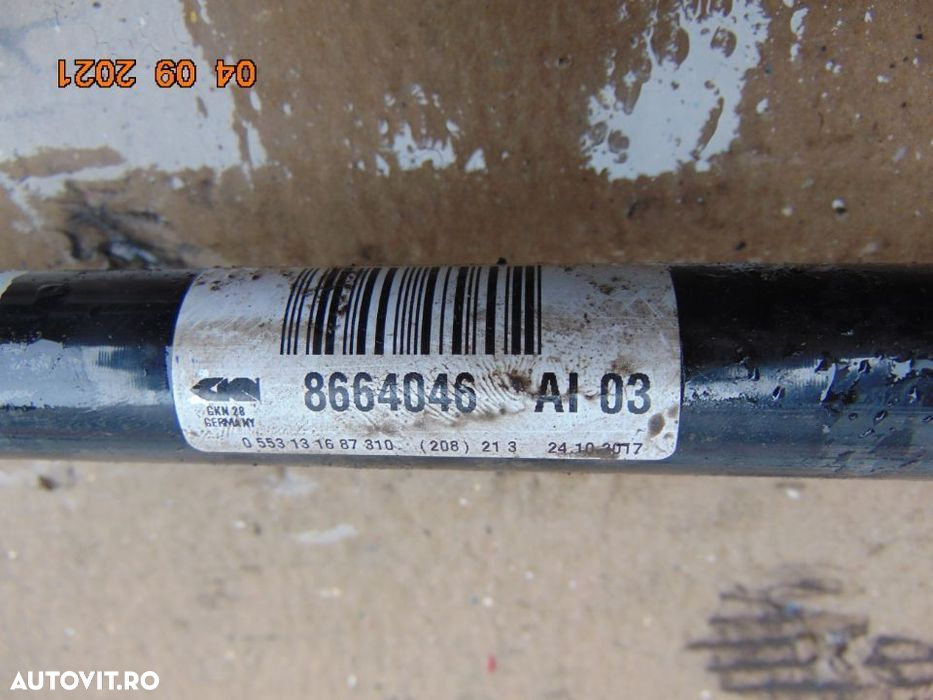 04 09 2021
GKN
8664046 AI 03
GKN 28
GERMANY
0 553 13 16 87 310 (208) 21 3 24.10.2017
AUTOVIT.RO